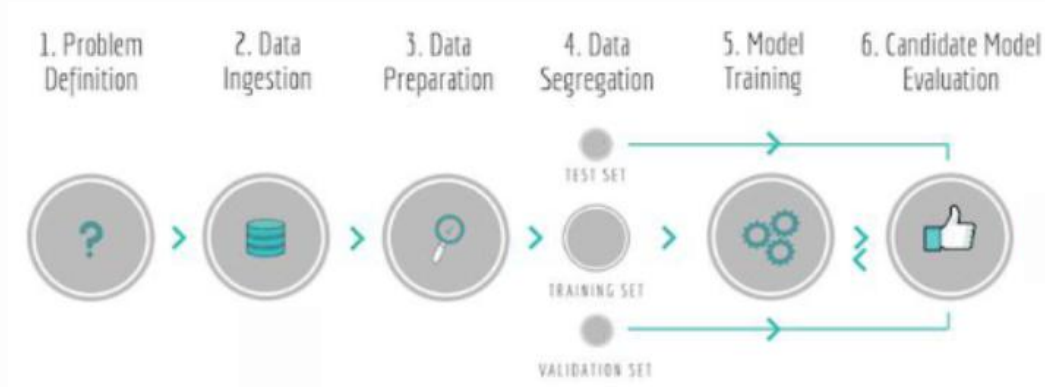 1. Problem
Definition
2. Data
Ingestion
3. Data
Preparation
4. Data
Segregation
5. Model
Training
6. Candidate Model
Evaluation
TEST SET
TRAINING SET
VALIDATION SET
?